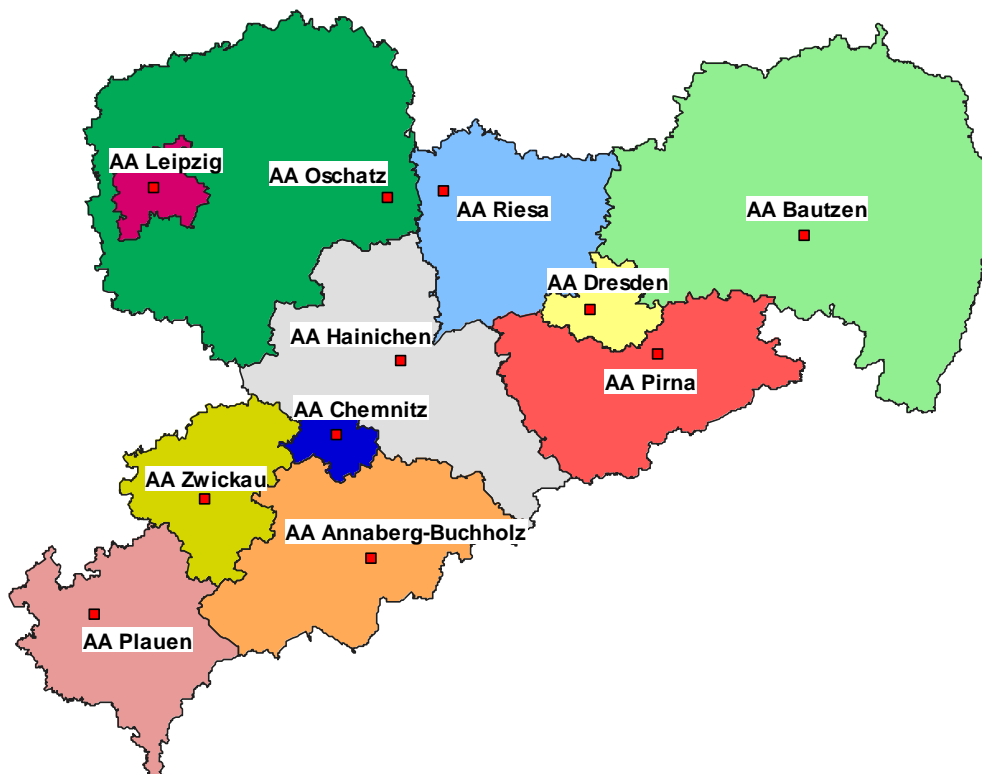 AA Leipzig
AA Oschatz
AA Riesa
AA Bautzen
AA Dresden
AA Hainichen
AA Pirna
AA Chemnitz
AA Zwickau
AA Annaberg-Buchholz
AA Plauen